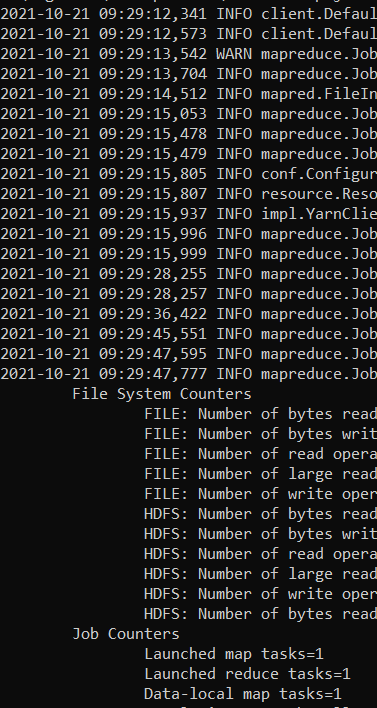 2021-10-21 09:29:12,341 INFO client.Defaul
2021-10-21 09:29:12,573 INFO client.Defaul
2021-10-21 09:29:13,542 WARN mapreduce.Job
2021-10-21 09:29:13,704 INFO mapreduce.Job
2021-10-21 09:29:14,512 INFO mapred.FileIn
2021-10-21 09:29:15,053 INFO mapreduce.Job
2021-10-21 09:29:15,478 INFO mapreduce.Job
2021-10-21 09:29:15,479 INFO mapreduce.Job
2021-10-21 09:29:15,805 INFO conf.Configur
2021-10-21 09:29:15,807 INFO resource.Reso
2021-10-21 09:29:15,937 INFO impl.YarnClie
2021-10-21 09:29:15,996 INFO mapreduce.Job
2021-10-21 09:29:15,999 INFO mapreduce.Job
2021-10-21 09:29:28,255 INFO mapreduce.Job
2021-10-21 09:29:28,257 INFO mapreduce.Job
2021-10-21 09:29:36,422 INFO mapreduce.Job
2021-10-21 09:29:45,551 INFO mapreduce.Job
2021-10-21 09:29:47,595 INFO mapreduce.Job
2021-10-21 09:29:47,777 INFO mapreduce.Job
File System Counters
FILE: Number of bytes read
FILE: Number of bytes writ
FILE: Number of read opera
FILE: Number of large read
FILE: Number of write oper
HDFS: Number of bytes read
HDFS: Number of bytes writ
HDFS: Number of read opera
HDFS: Number of large read
HDFS: Number of write oper
HDFS: Number of bytes read
Job Counters
Launched map tasks=1
Launched reduce tasks=1
Data-local map tasks=1